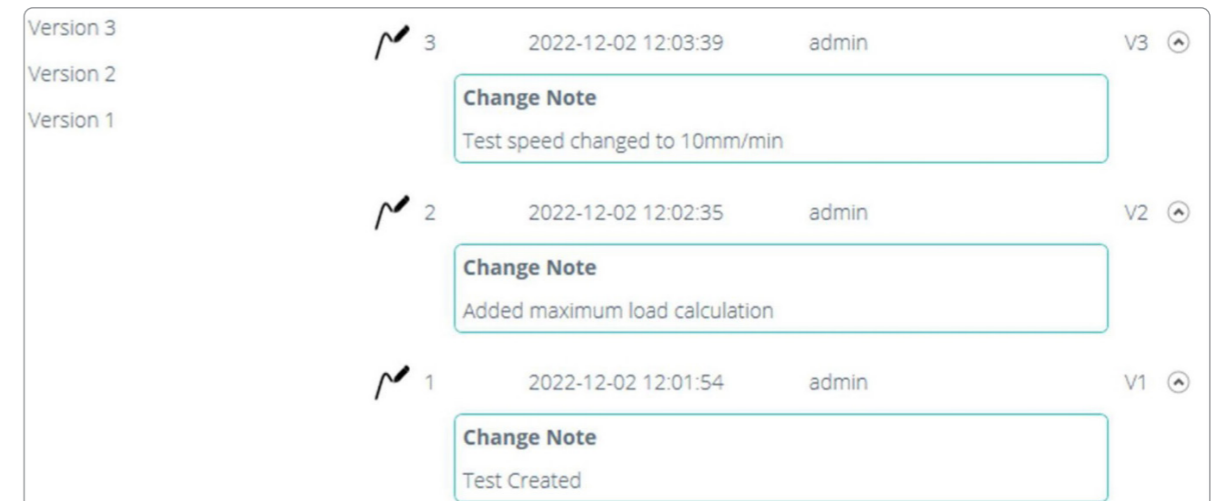 Version 3
Version 2
Version 1
3 2022-12-02 12:03:39 admin V3
Change Note
Test speed changed to 10mm/min
2 2022-12-02 12:02:35 admin V2
Change Note
Added maximum load calculation
1 2022-12-02 12:01:54 admin V1
Change Note
Test Created